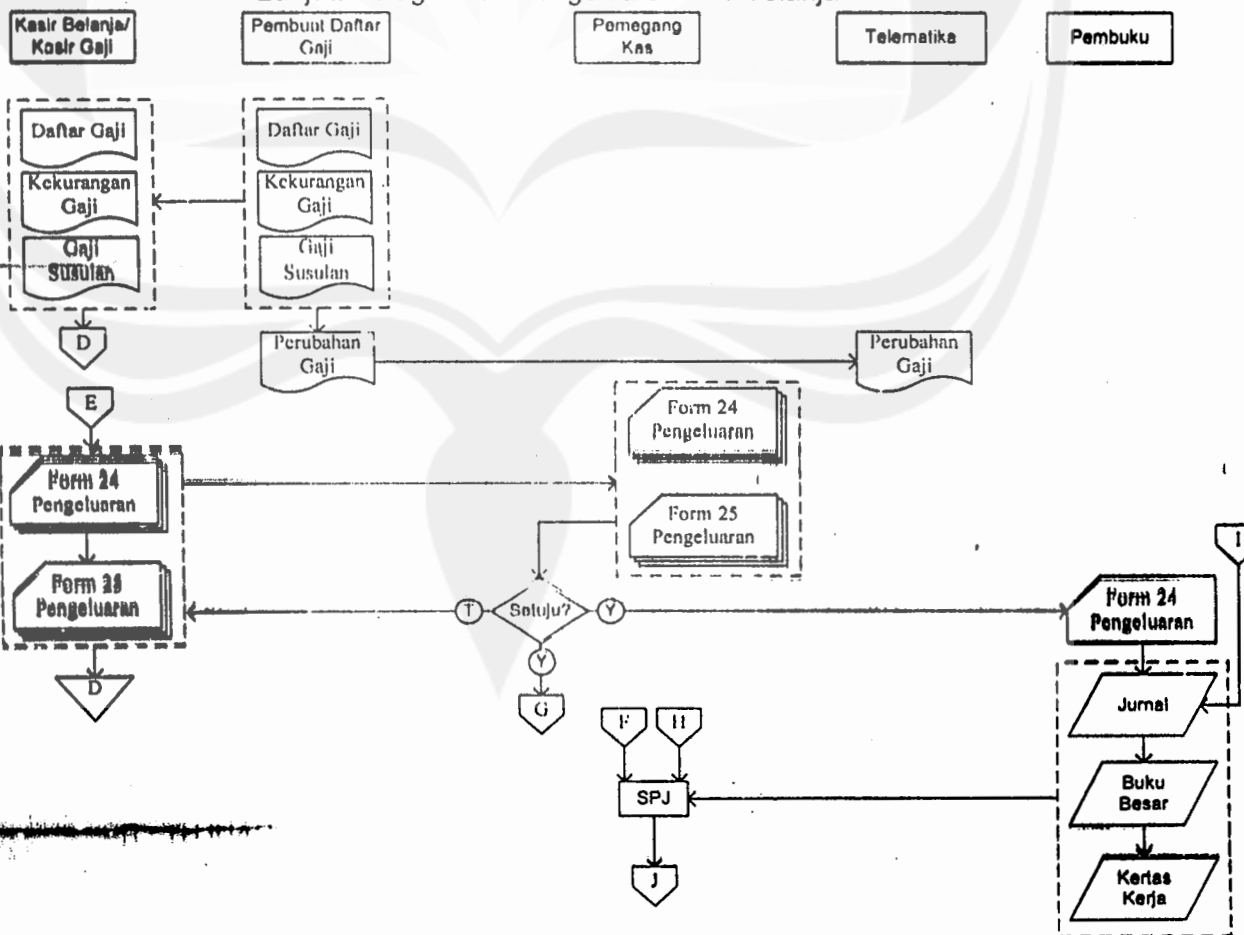 Kasir Belanja/
Kasir Gaji
Pembuat Daftar
Gaji
Pemegang
Kas
Telematika
Pembuku
Daftar Gaji
Kekurangan
Gaji
Gaji
Susulan
Daftar Gaji
Kekurangan
Gaji
Gaji
Susulan
D
Perubahan
Gaji
Perubahan
Gaji
E
Form 24
Pengeluaran
Form 25
Pengeluaran
Form 24
Pengeluaran
Form 25
Pengeluaran
I
T
Setuju?
Y
Form 24
Pengeluaran
D
Y
G
F
H
Jurnal
SPJ
Buku
Besar
J
Kertas
Kerja